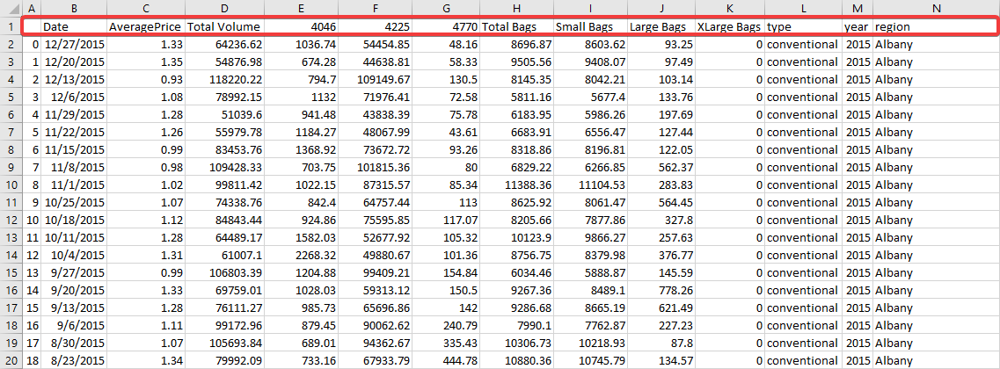 A B C D E F G H I J K L M N
1 Date AveragePrice Total Volume 4046 4225 4770 Total Bags Small Bags Large Bags XLarge Bags type year region
2 0 12/27/2015 1.33 64236.62 1036.74 54454.85 48.16 8696.87 8603.62 93.25 0 conventional 2015 Albany
3 1 12/20/2015 1.35 54876.98 674.28 44638.81 58.33 9505.56 9408.07 97.49 0 conventional 2015 Albany
4 2 12/13/2015 0.93 118220.22 794.7 109149.67 130.5 8145.35 8042.21 103.14 0 conventional 2015 Albany
5 3 12/6/2015 1.08 78992.15 1132 71976.41 72.58 5811.16 5677.4 133.76 0 conventional 2015 Albany
6 4 11/29/2015 1.28 51039.6 941.48 43838.39 75.78 6183.95 5986.26 197.69 0 conventional 2015 Albany
7 5 11/22/2015 1.26 55979.78 1184.27 48067.99 43.61 6683.91 6556.47 127.44 0 conventional 2015 Albany
8 6 11/15/2015 0.99 83453.76 1368.92 73672.72 93.26 8318.86 8196.81 122.05 0 conventional 2015 Albany
9 7 11/8/2015 0.98 109428.33 703.75 101815.36 80 6829.22 6266.85 562.37 0 conventional 2015 Albany
10 8 11/1/2015 1.02 99811.42 1022.15 87315.57 85.34 11388.36 11104.53 283.83 0 conventional 2015 Albany
11 9 10/25/2015 1.07 74338.76 842.4 64757.44 113 8625.92 8061.47 564.45 0 conventional 2015 Albany
12 10 10/18/2015 1.12 84843.44 924.86 75595.85 117.07 8205.66 7877.86 327.8 0 conventional 2015 Albany
13 11 10/11/2015 1.28 64489.17 1582.03 52677.92 105.32 10123.9 9866.27 257.63 0 conventional 2015 Albany
14 12 10/4/2015 1.31 61007.1 2268.32 49880.67 101.36 8756.75 8379.98 376.77 0 conventional 2015 Albany
15 13 9/27/2015 0.99 106803.39 1204.88 99409.21 154.84 6034.46 5888.87 145.59 0 conventional 2015 Albany
16 14 9/20/2015 1.33 69759.01 1028.03 59313.12 150.5 9267.36 8489.1 778.26 0 conventional 2015 Albany
17 15 9/13/2015 1.28 76111.27 985.73 65696.86 142 9286.68 8665.19 621.49 0 conventional 2015 Albany
18 16 9/6/2015 1.11 99172.96 879.45 90062.62 240.79 7990.1 7762.87 227.23 0 conventional 2015 Albany
19 17 8/30/2015 1.07 105693.84 689.01 94362.67 335.43 10306.73 10218.93 87.8 0 conventional 2015 Albany
20 18 8/23/2015 1.34 79992.09 733.16 67933.79 444.78 10880.36 10745.79 134.57 0 conventional 2015 Albany